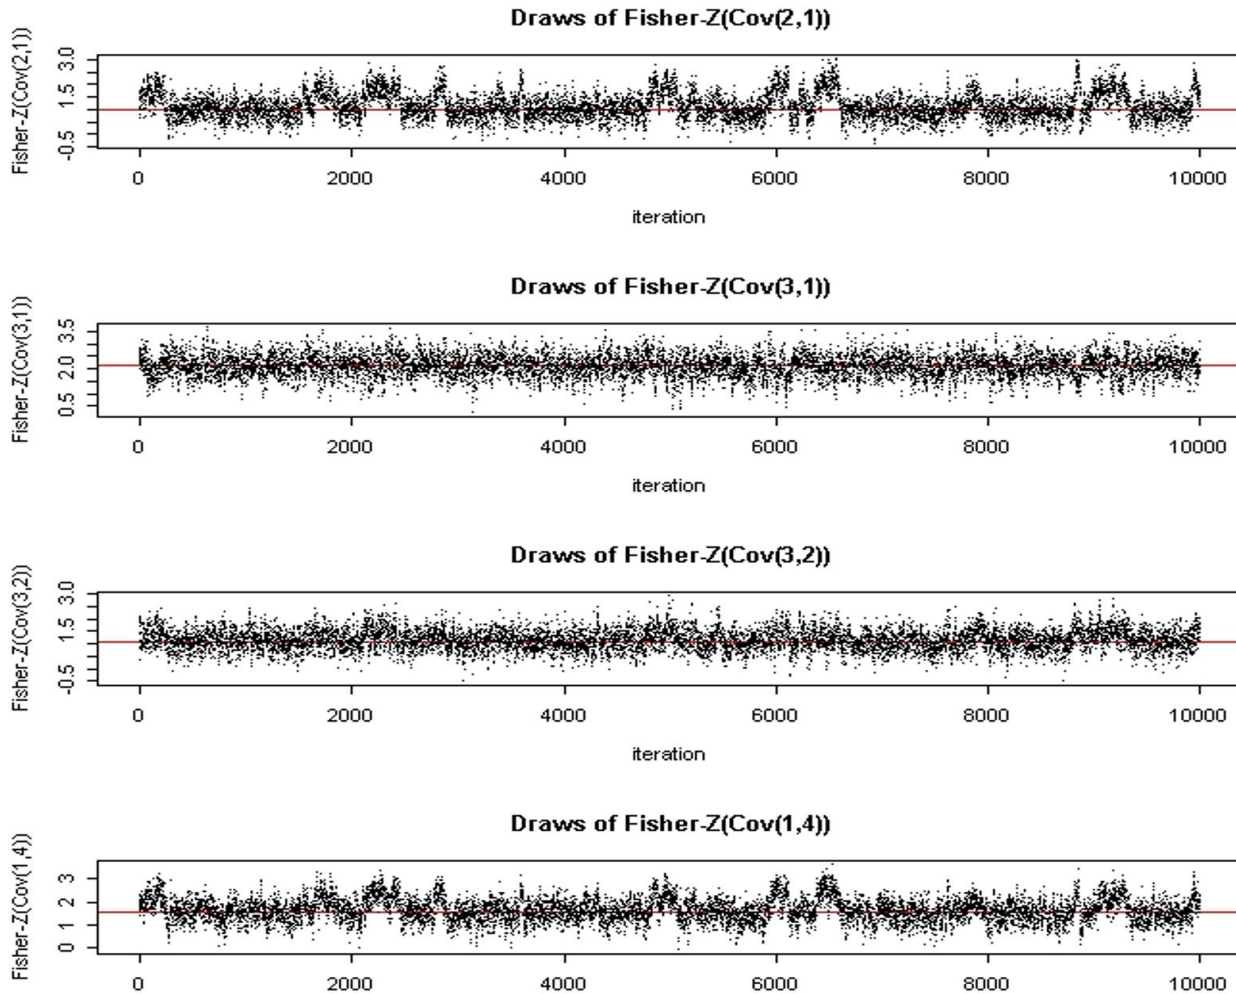 Draws of Fisher-Z(Cov(2,1))
Fisher-Z(Cov(2,1))
3.0
1.5
-0.5
0 2000 4000 6000 8000 10000
iteration
Draws of Fisher-Z(Cov(3,1))
Fisher-Z(Cov(3,1))
3.5
2.0
0.5
0 2000 4000 6000 8000 10000
iteration
Draws of Fisher-Z(Cov(3,2))
Fisher-Z(Cov(3,2))
3.0
1.5
-0.5
0 2000 4000 6000 8000 10000
iteration
Draws of Fisher-Z(Cov(1,4))
Fisher-Z(Cov(1,4))
3
2
1
0
0 2000 4000 6000 8000 10000